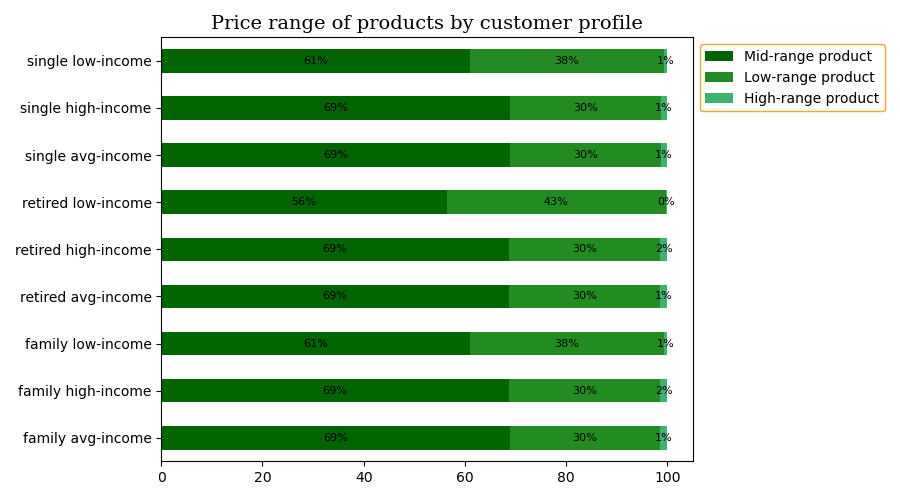 Price range of products by customer profile
single low-income 61% 38% 1%
single high-income 69% 30% 1%
single avg-income 69% 30% 1%
retired low-income 56% 43% 0%
retired high-income 69% 30% 2%
retired avg-income 69% 30% 1%
family low-income 61% 38% 1%
family high-income 69% 30% 2%
family avg-income 69% 30% 1%
0 20 40 60 80 100
Mid-range product
Low-range product
High-range product